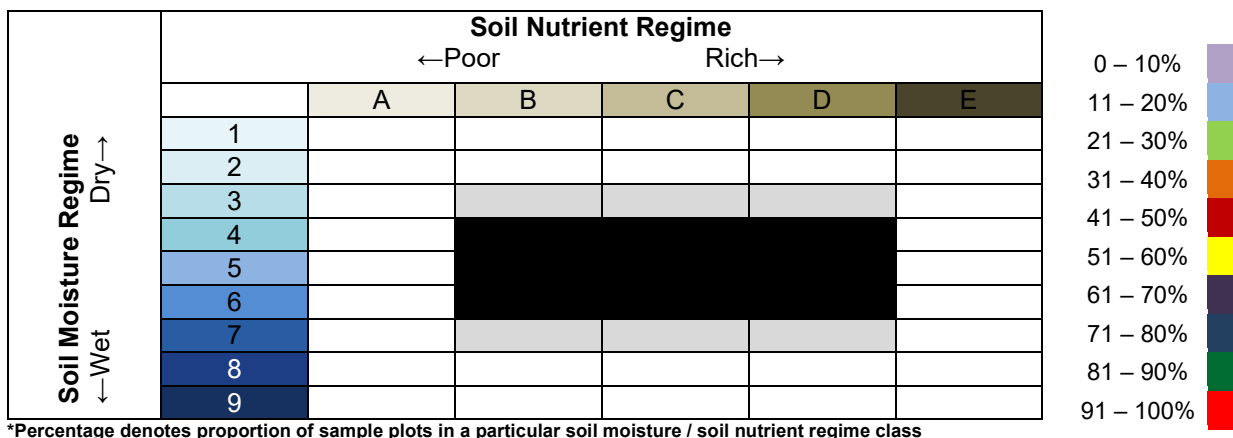 Soil Nutrient Regime
←Poor Rich→
A B C D E
Soil Moisture Regime
←Wet Dry→
1
2
3
4
5
6
7
8
9
0 – 10%
11 – 20%
21 – 30%
31 – 40%
41 – 50%
51 – 60%
61 – 70%
71 – 80%
81 – 90%
91 – 100%
*Percentage denotes proportion of sample plots in a particular soil moisture / soil nutrient regime class